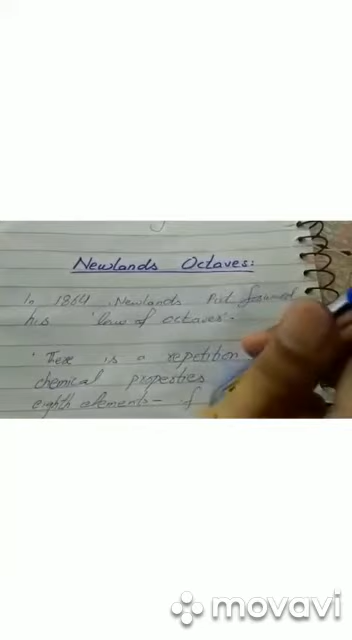 Newlands Octaves:
In 1864 Newlands Put forward
his 'law of octaves'.
'There is a repetition
chemical properties
eighth elements - if
movavi